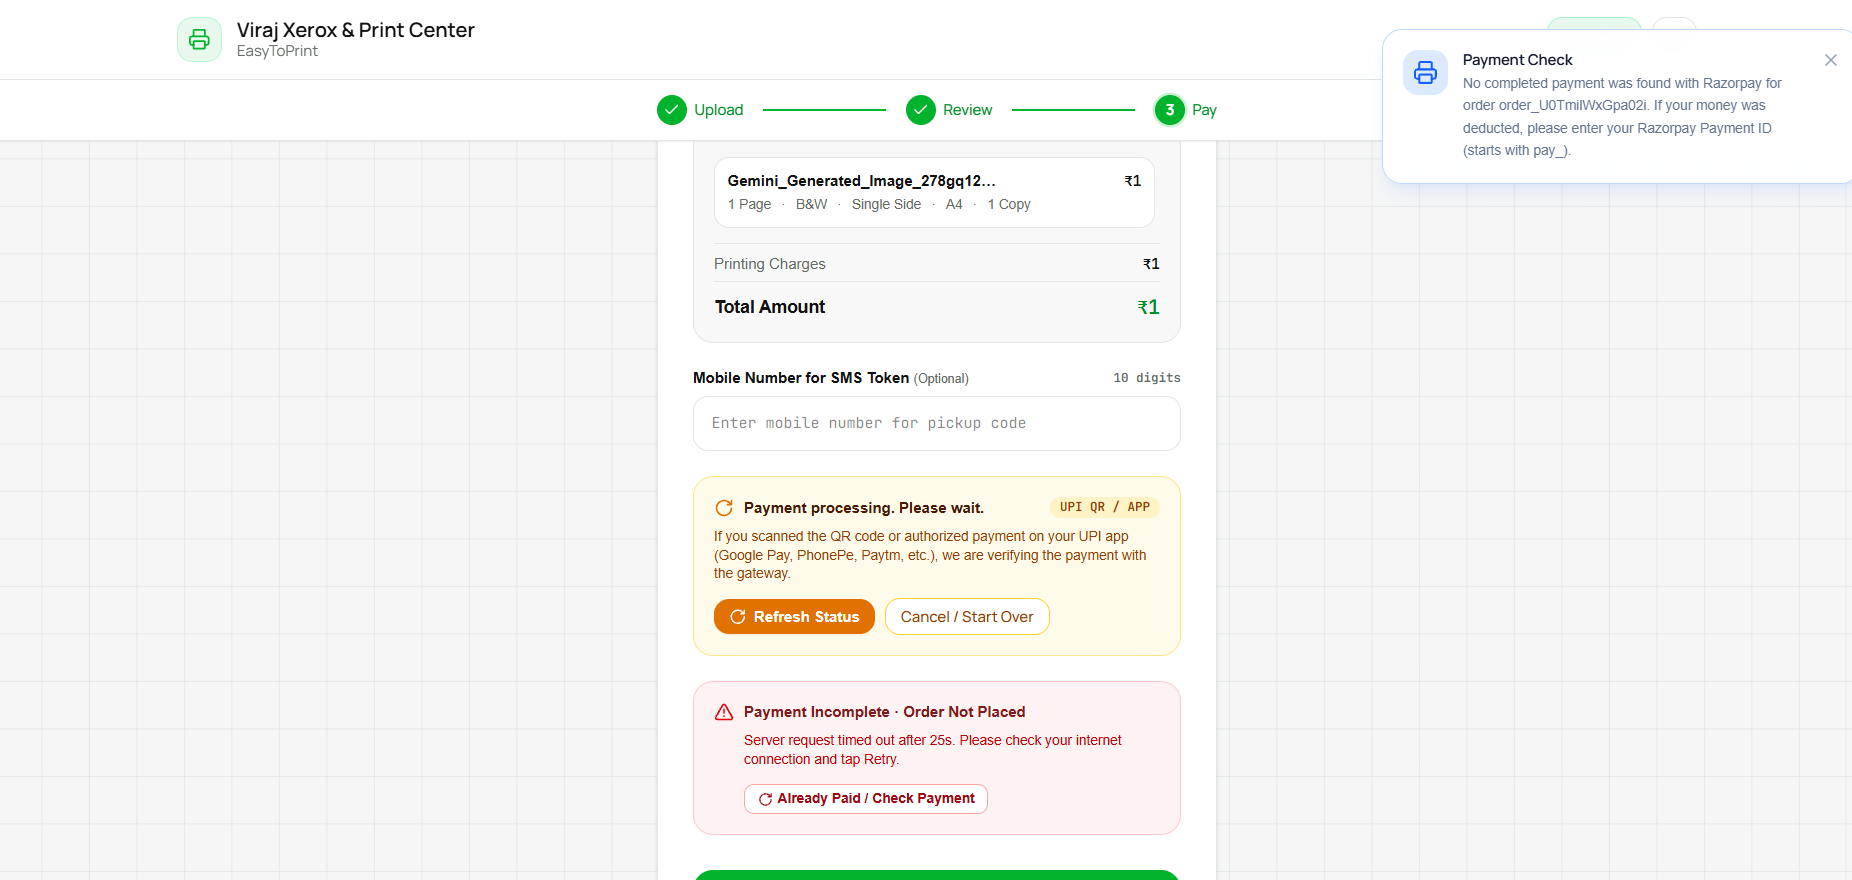 Viraj Xerox & Print Center
EasyToPrint
Payment Check
No completed payment was found with Razorpay for
order order_U0TmilWxGpa02i. If your money was
deducted, please enter your Razorpay Payment ID
(starts with pay_).
Upload
Review
3 Pay
Gemini_Generated_Image_278gq12... ₹1
1 Page · B&W · Single Side · A4 · 1 Copy
Printing Charges ₹1
Total Amount ₹1
Mobile Number for SMS Token (Optional) 10 digits
Enter mobile number for pickup code
Payment processing. Please wait. UPI QR / APP
If you scanned the QR code or authorized payment on your UPI app
(Google Pay, PhonePe, Paytm, etc.), we are verifying the payment with
the gateway.
Refresh Status Cancel / Start Over
Payment Incomplete · Order Not Placed
Server request timed out after 25s. Please check your internet
connection and tap Retry.
Already Paid / Check Payment